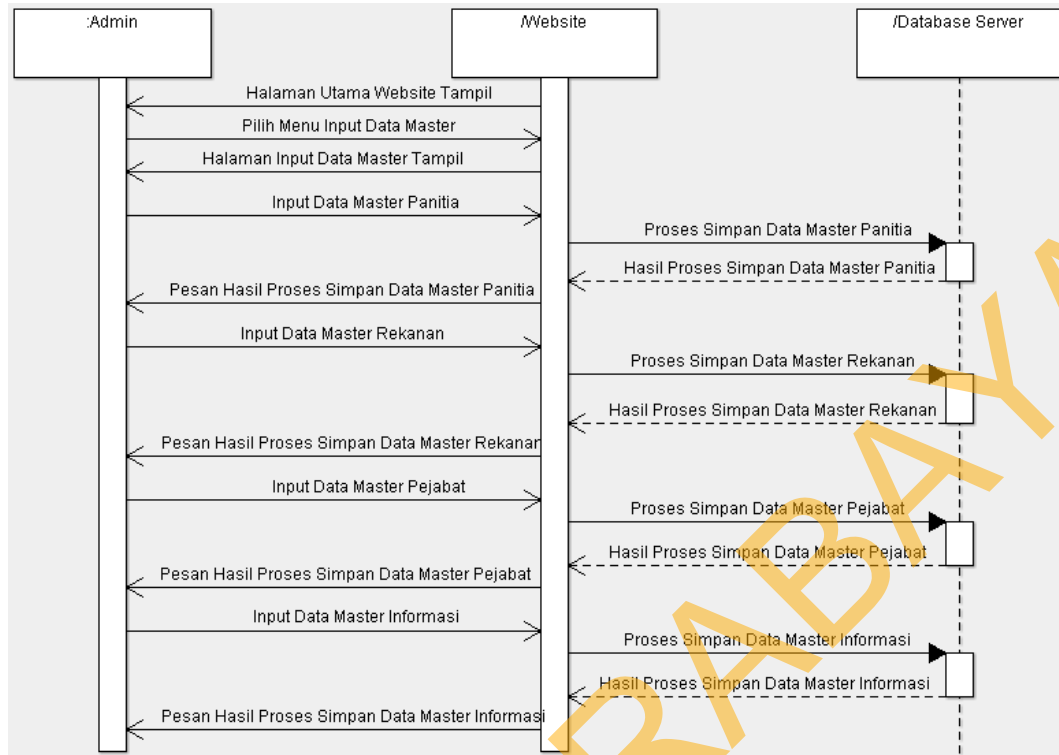 :Admin
/Website
/Database Server
Halaman Utama Website Tampil
Pilih Menu Input Data Master
Halaman Input Data Master Tampil
Input Data Master Panitia
Proses Simpan Data Master Panitia
Hasil Proses Simpan Data Master Panitia
Pesan Hasil Proses Simpan Data Master Panitia
Input Data Master Rekanan
Proses Simpan Data Master Rekanan
Hasil Proses Simpan Data Master Rekanan
Pesan Hasil Proses Simpan Data Master Rekanan
Input Data Master Pejabat
Proses Simpan Data Master Pejabat
Hasil Proses Simpan Data Master Pejabat
Pesan Hasil Proses Simpan Data Master Pejabat
Input Data Master Informasi
Proses Simpan Data Master Informasi
Hasil Proses Simpan Data Master Informasi
Pesan Hasil Proses Simpan Data Master Informasi
RABAYA